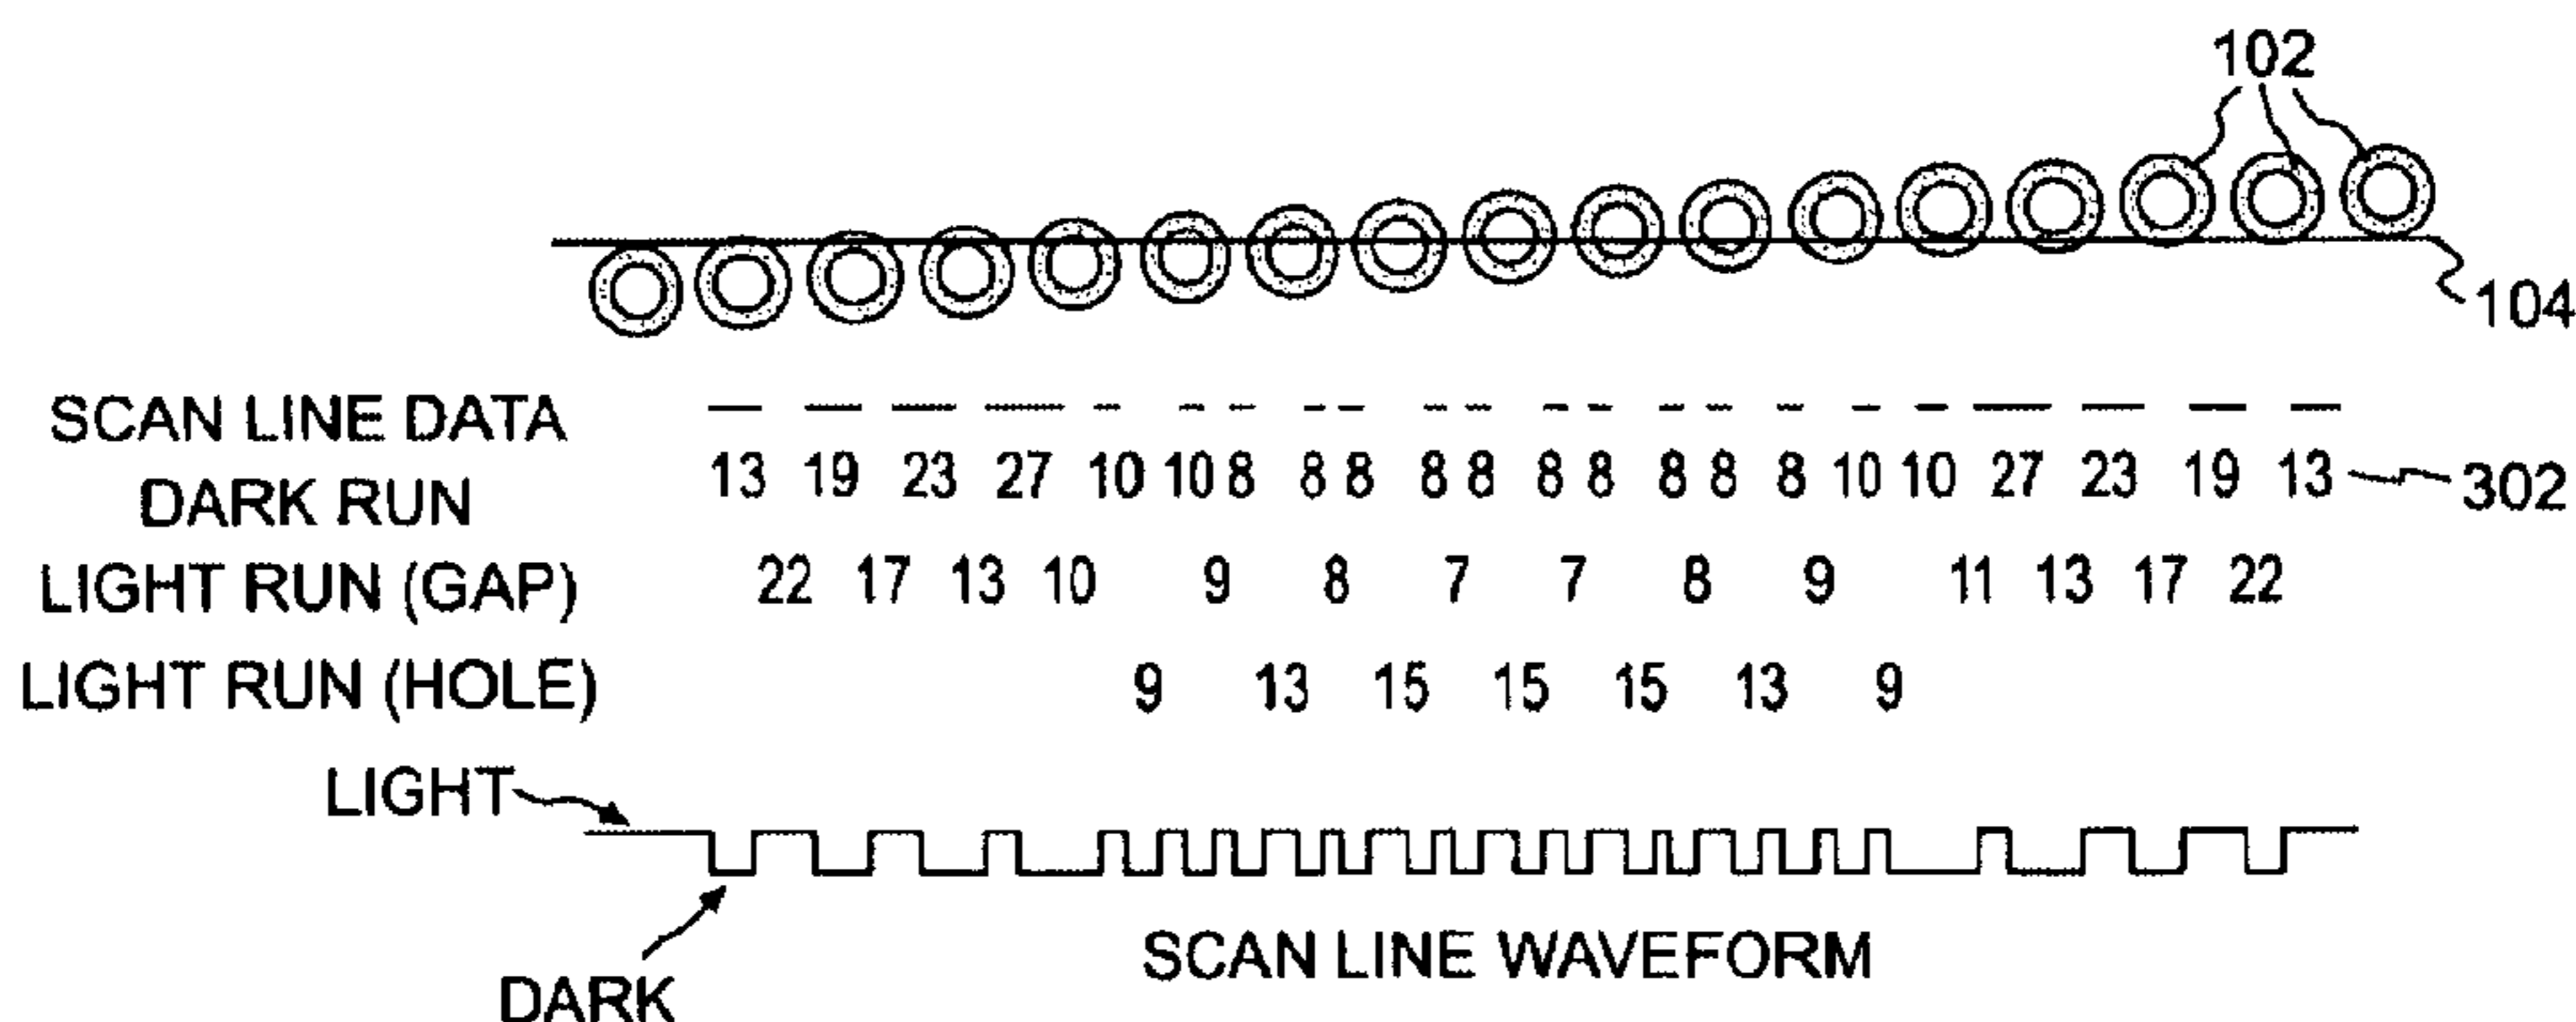 102
104
SCAN LINE DATA
DARK RUN
13 19 23 27 10 10 8 8 8 8 8 8 8 8 8 8 10 10 27 23 19 13
302
LIGHT RUN (GAP)
22 17 13 10 9 8 7 7 8 9 11 13 17 22
LIGHT RUN (HOLE)
9 13 15 15 15 13 9
LIGHT
DARK
SCAN LINE WAVEFORM